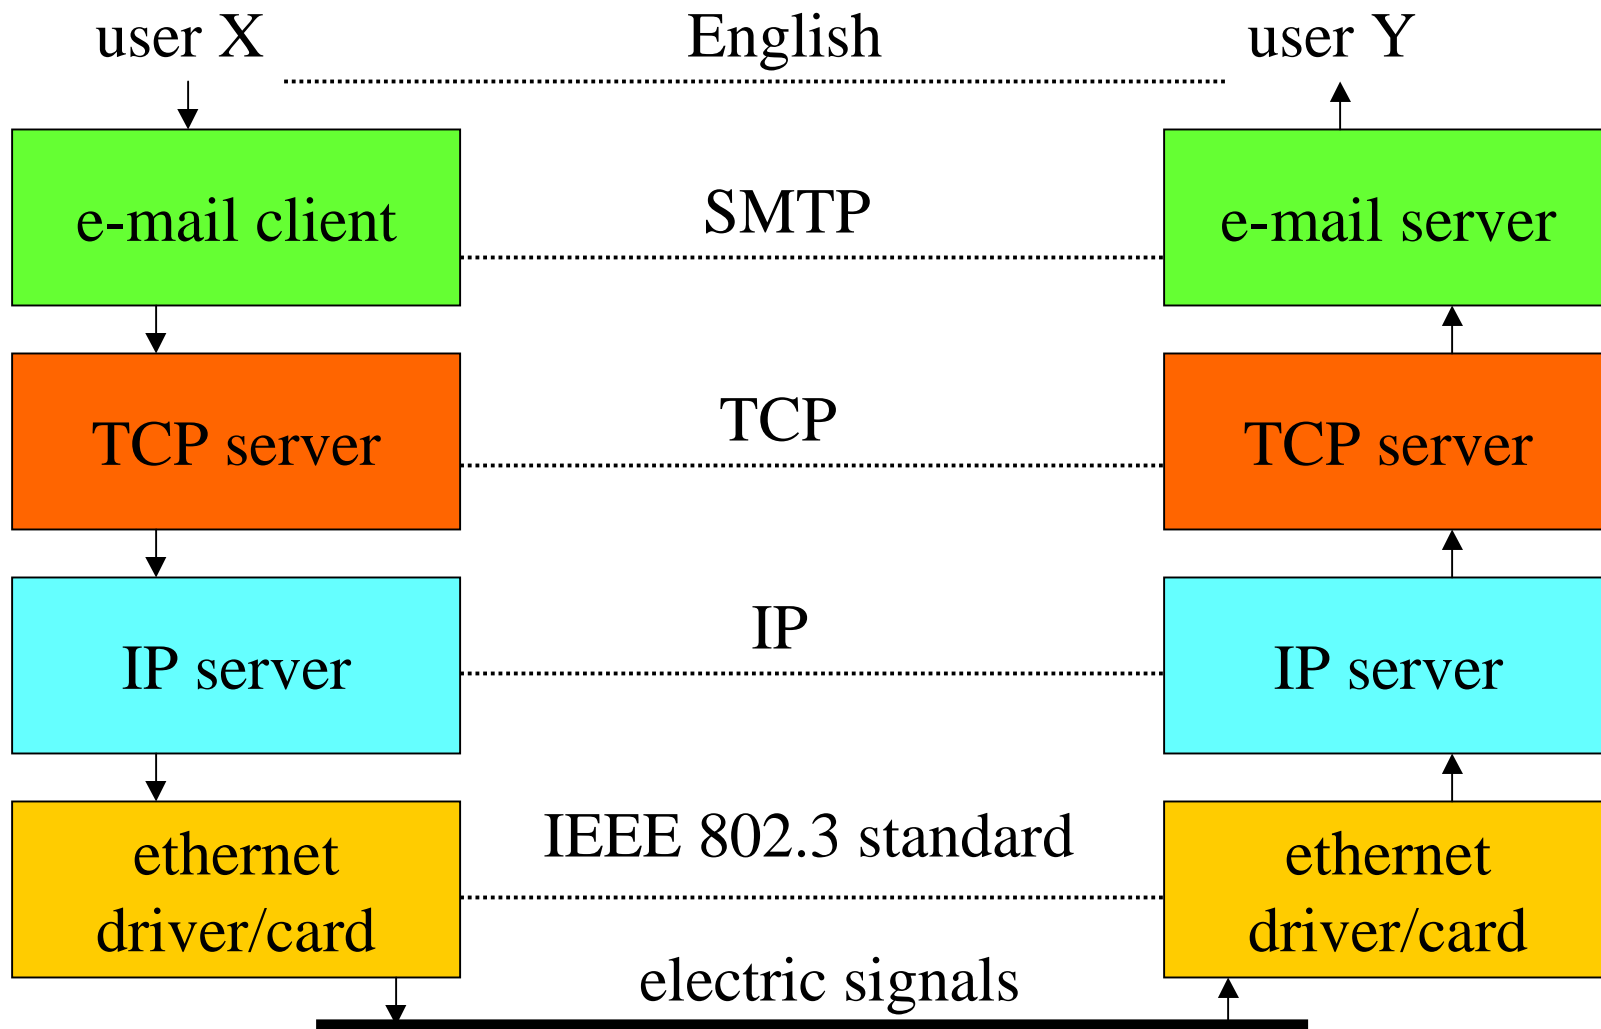 user X
English
user Y
e-mail client
SMTP
e-mail server
TCP server
TCP
TCP server
IP server
IP
IP server
ethernet
driver/card
IEEE 802.3 standard
ethernet
driver/card
electric signals